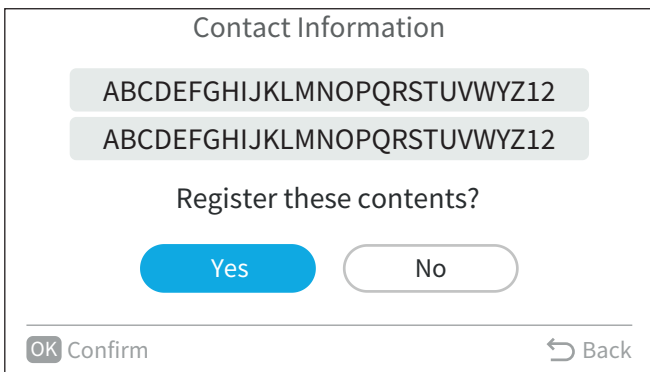 Contact Information
ABCDEFGHIJKLMNOPQRSTUVWYZ12
ABCDEFGHIJKLMNOPQRSTUVWYZ12
Register these contents?
Yes No
OK Confirm Back